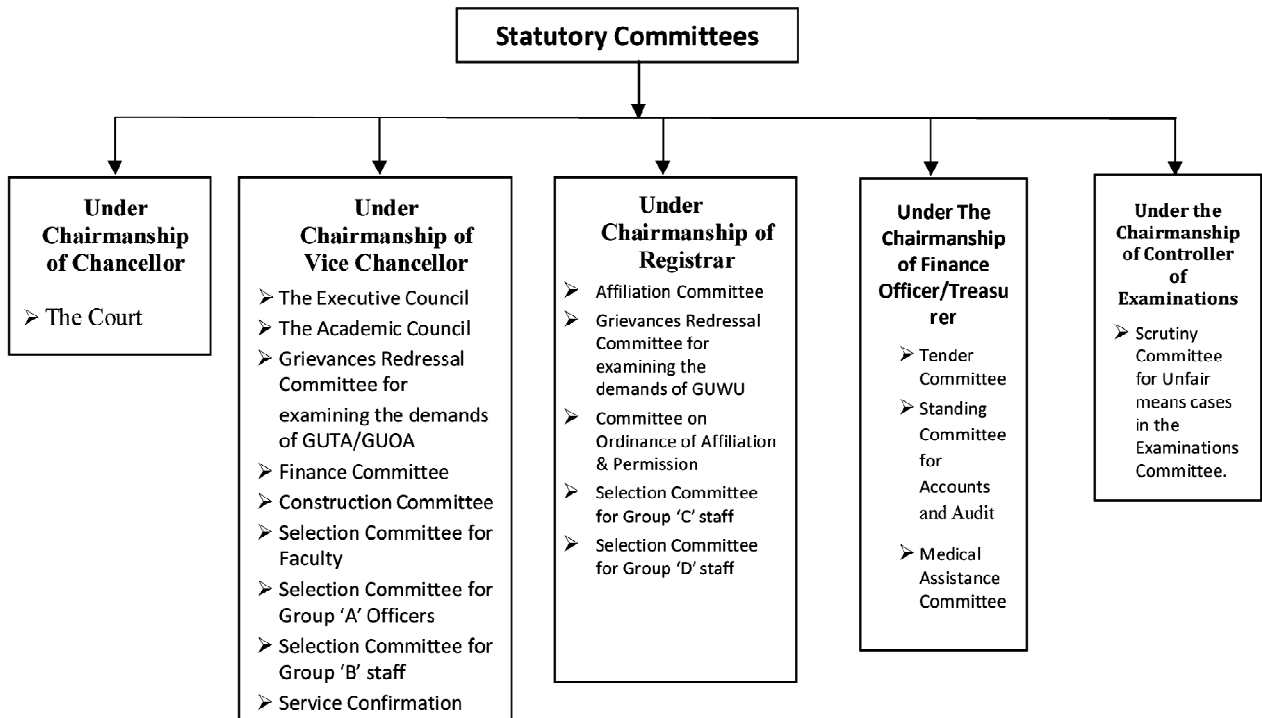 Statutory Committees
Under
Chairmanship
of Chancellor
➢ The Court
Under
Chairmanship of
Vice Chancellor
➢ The Executive Council
➢ The Academic Council
➢ Grievances Redressal
Committee for
examining the demands
of GUTA/GUOA
➢ Finance Committee
➢ Construction Committee
➢ Selection Committee for
Faculty
➢ Selection Committee for
Group ‘A’ Officers
➢ Selection Committee for
Group ‘B’ staff
➢ Service Confirmation
Under
Chairmanship of
Registrar
➢ Affiliation Committee
➢ Grievances Redressal
Committee for
examining the
demands of GUWU
➢ Committee on
Ordinance of Affiliation
& Permission
➢ Selection Committee
for Group ‘C’ staff
➢ Selection Committee
for Group ‘D’ staff
Under The
Chairmanship
of Finance
Officer/Treasu
rer
➢ Tender
Committee
➢ Standing
Committee
for
Accounts
and Audit
➢ Medical
Assistance
Committee
Under the
Chairmanship
of Controller
of
Examinations
➢ Scrutiny
Committee
for Unfair
means cases
in the
Examinations
Committee.